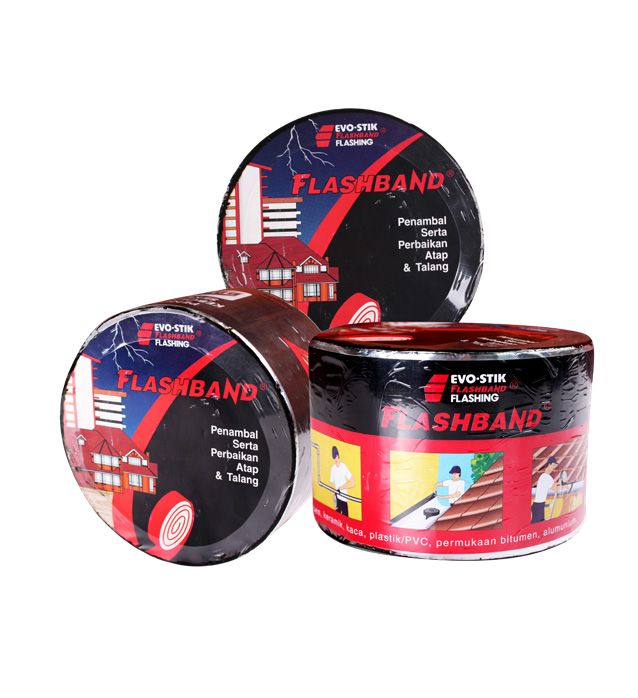 EVO-STIK
FLASHBAND®
FLASHING
FLASHBAND®
Penambal
Serta
Perbaikan
Atap
& Talang
EVO-STIK
FLASHBAND®
FLASHING
FLASHBAND®
Penambal
Serta
Perbaikan
Atap
& Talang
EVO-STIK
FLASHBAND®
FLASHING
FLASHBAND®
keramik, kaca, plastik/PVC, permukaan bitumen, alumunium.